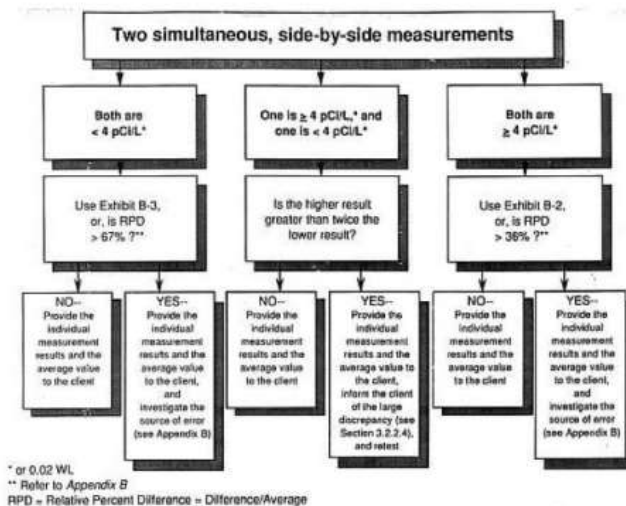 Two simultaneous, side-by-side measurements
Both are
< 4 pCi/L*
One is ≥ 4 pCi/L,* and
one is < 4 pCi/L*
Both are
≥ 4 pCi/L*
Use Exhibit B-3,
or, is RPD
> 67% ?**
Is the higher result
greater than twice the
lower result?
Use Exhibit B-2,
or, is RPD
> 36% ?**
NO--
Provide the
individual
measurement
results and the
average value
to the client
YES--
Provide the
individual
measurement
results and the
average value
to the client,
and
investigate the
source of error
(see Appendix B)
NO--
Provide the
individual
measurement
results and the
average value
to the client
YES--
Provide the
individual
measurement
results and the
average value to
the client,
inform the client
of the large
discrepancy (see
Section 3.2.2.4),
and retest
NO--
Provide the
individual
measurement
results and the
average value
to the client
YES--
Provide the
individual
measurement
results and the
average value
to the client,
and
investigate the
source of error
(see Appendix B)
* or 0.02 WL
** Refer to Appendix B
RPD = Relative Percent Difference = Difference/Average